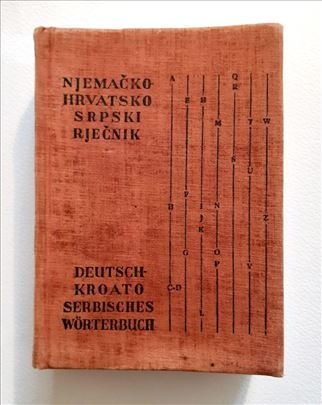 NJEMAČKO-
HRVATSKO
SRPSKI
RJEČNIK
DEUTSCH-
KROATO
SERBISCHES
WÖRTERBUCH
A
B
C-D
E
F
G
H
I
J
K
L
M
N
O
P
Q
R
S
T
U
V
W
Z